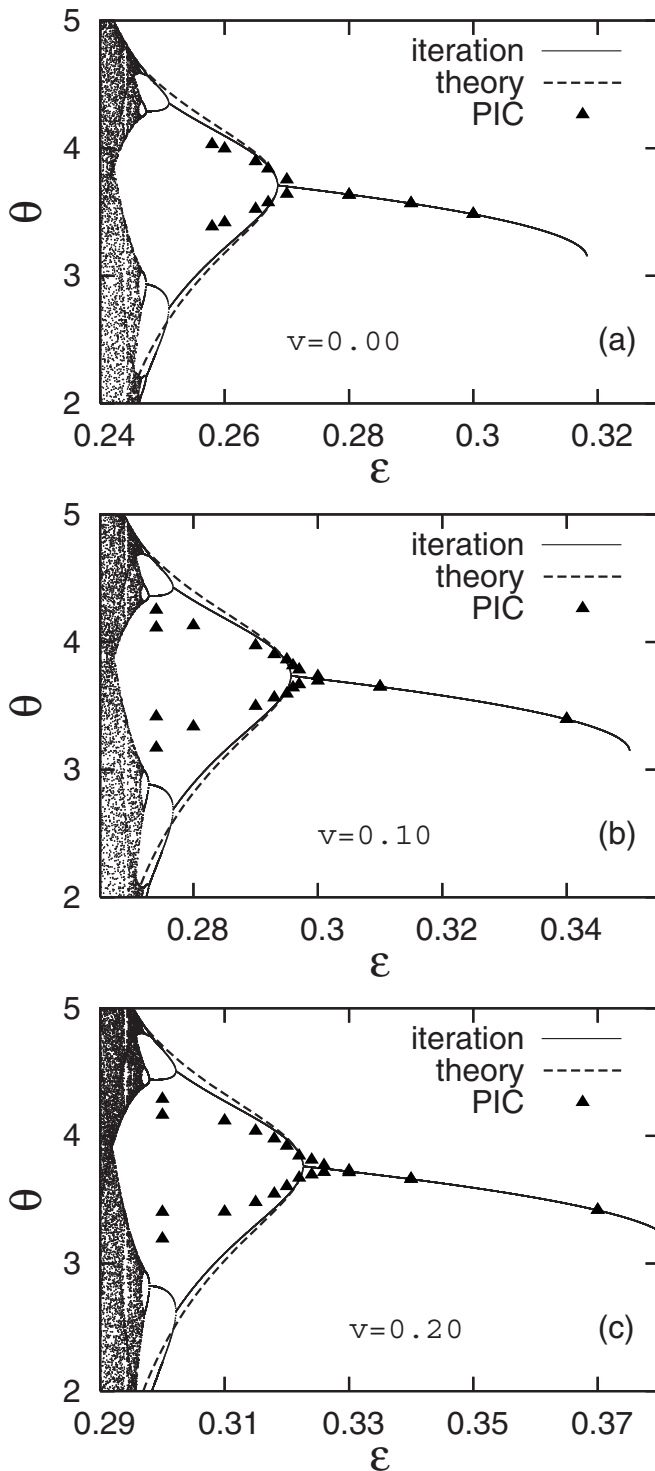 5
4
θ
3
2
iteration
theory
PIC
v=0.00
(a)
0.24 0.26 0.28 0.3 0.32
ε
5
4
θ
3
2
iteration
theory
PIC
v=0.10
(b)
0.28 0.3 0.32 0.34
ε
5
4
θ
3
2
iteration
theory
PIC
v=0.20
(c)
0.29 0.31 0.33 0.35 0.37
ε